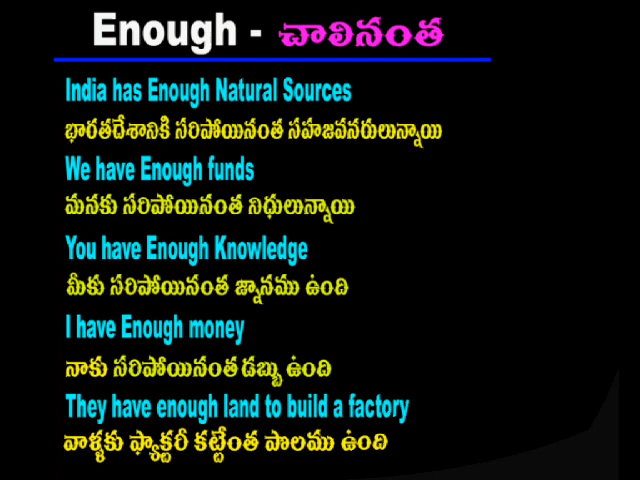 Enough - చాలినంత
India has Enough Natural Sources
భారతదేశానికి సరిపోయినంత సహజవనరులున్నాయి
We have Enough funds
మనకు సరిపోయినంత నిధులున్నాయి
You have Enough Knowledge
మీకు సరిపోయినంత జ్నానము ఉంది
I have Enough money
నాకు సరిపోయినంత డబ్బు ఉంది
They have enough land to build a factory
వాళ్ళకు ఫ్యాక్టరీ కట్టేంత పొలము ఉంది